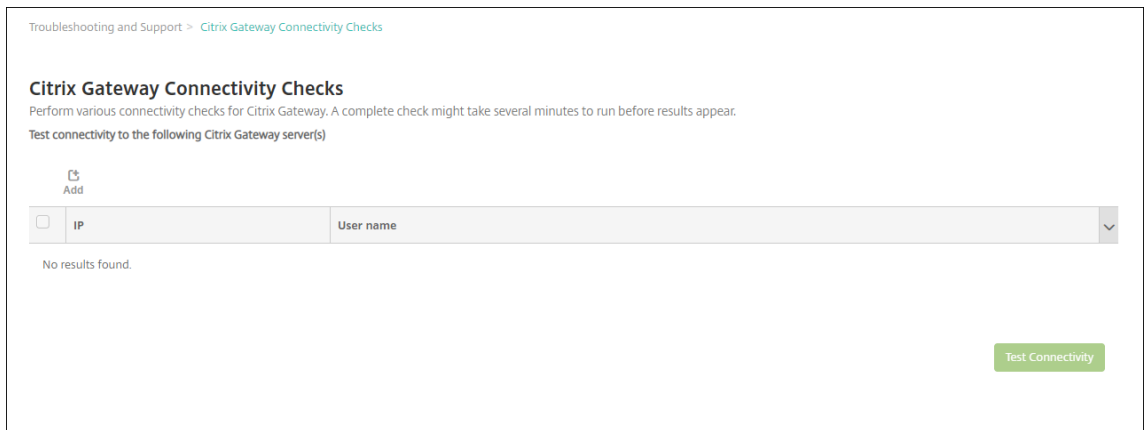 Troubleshooting and Support > Citrix Gateway Connectivity Checks
Citrix Gateway Connectivity Checks
Perform various connectivity checks for Citrix Gateway. A complete check might take several minutes to run before results appear.
Test connectivity to the following Citrix Gateway server(s)
Add
IP User name
No results found.
Test Connectivity